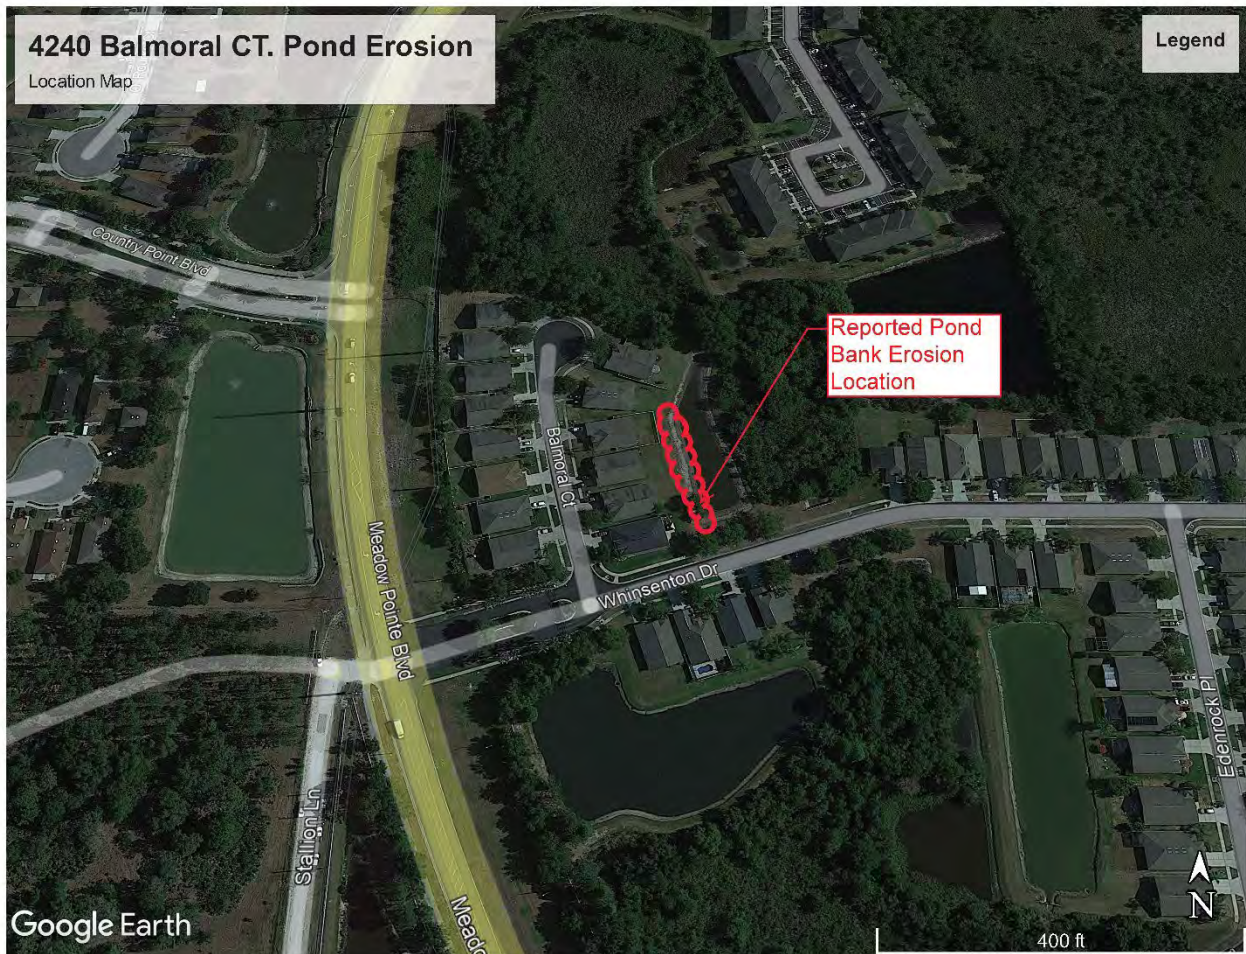 4240 Balmoral CT. Pond Erosion
Location Map
Legend
Country Point Blvd
Reported Pond
Bank Erosion
Location
Balmoral Ct
Meadow Pointe Blvd
Whinsenton Dr
Edenrock Pl
Stallion Ln
Meado
N
Google Earth
400 ft